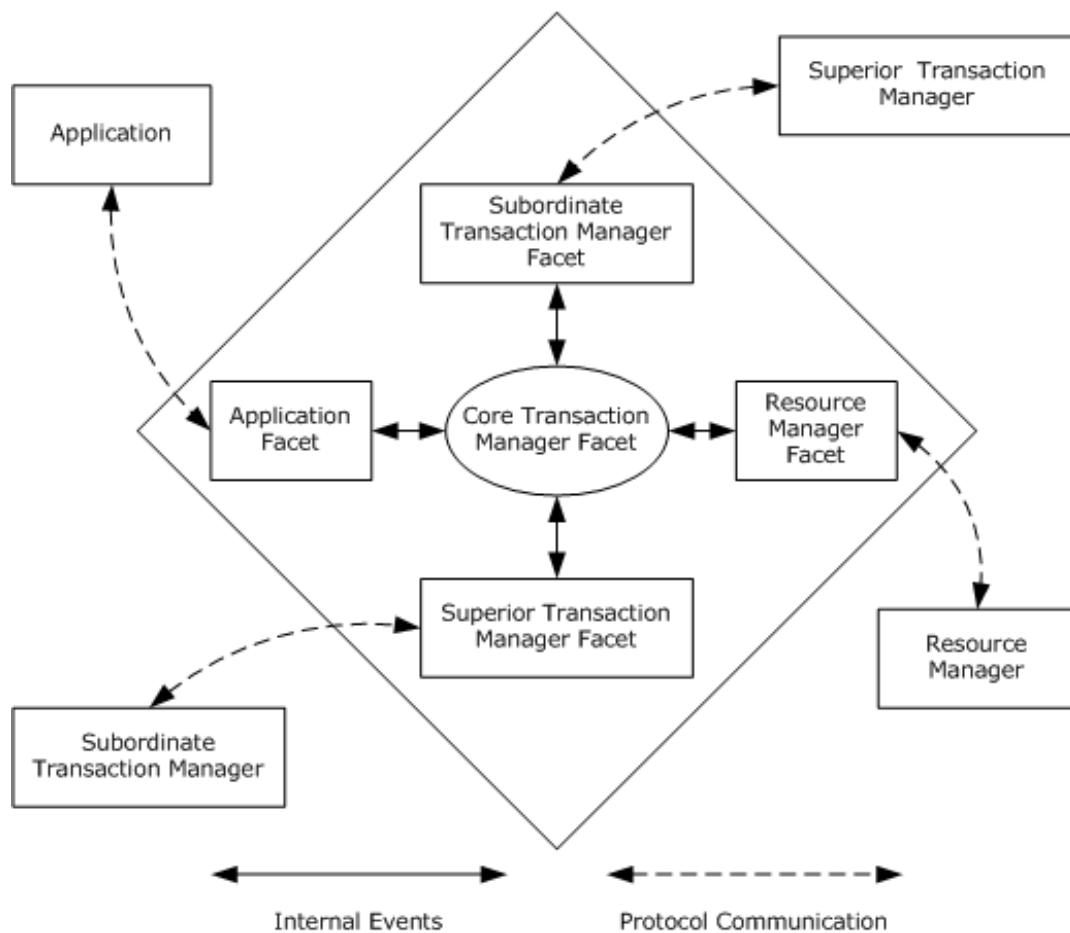 Superior Transaction
Manager
Application
Subordinate
Transaction Manager
Facet
Application
Facet
Core Transaction
Manager Facet
Resource
Manager
Facet
Superior Transaction
Manager Facet
Resource
Manager
Subordinate
Transaction Manager
Internal Events
Protocol Communication